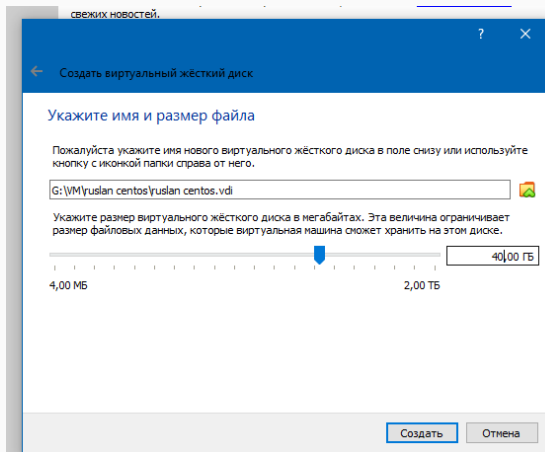 свежих новостей.
?
Создать виртуальный жёсткий диск
Укажите имя и размер файла
Пожалуйста укажите имя нового виртуального жёсткого диска в поле снизу или используйте
кнопку с иконкой папки справа от него.
G:\VM\ruslan centos\ruslan centos.vdi
Укажите размер виртуального жёсткого диска в мегабайтах. Эта величина ограничивает
размер файловых данных, которые виртуальная машина сможет хранить на этом диске.
40,00 ГБ
4,00 МБ 2,00 ТБ
Создать Отмена